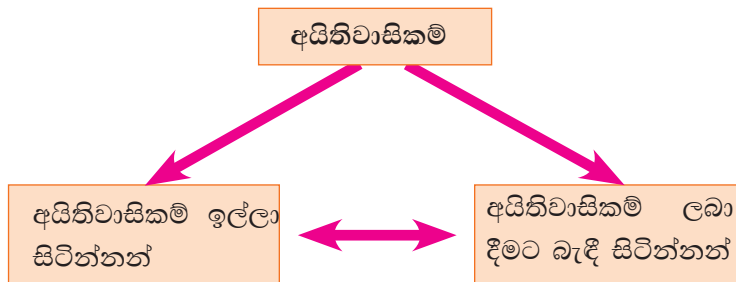 අයිතිවාසිකම්
අයිතිවාසිකම් ඉල්ලා
සිටින්නන්
අයිතිවාසිකම් ලබා
දීමට බැඳී සිටින්නන්